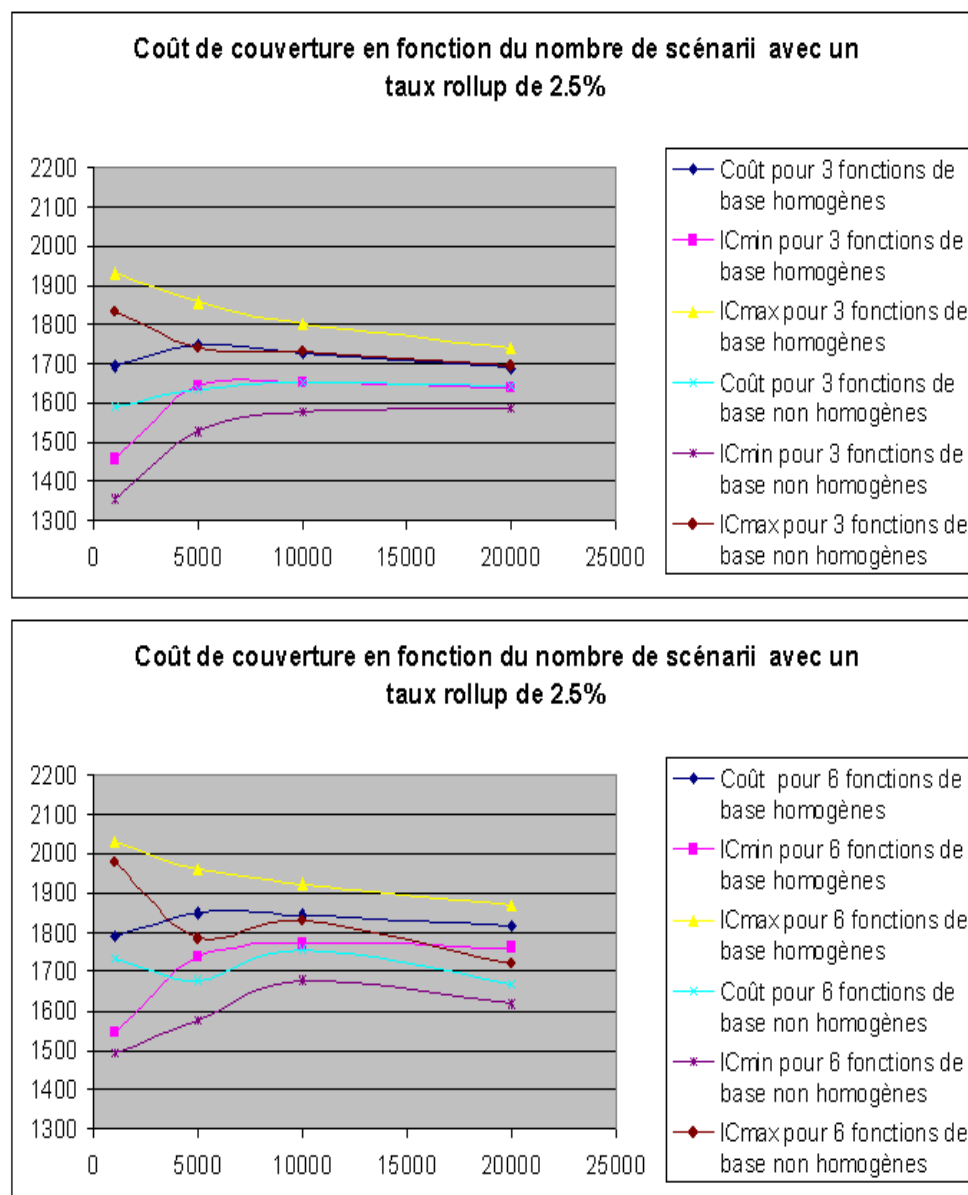 Coût de couverture en fonction du nombre de scénarii avec un
taux rollup de 2.5%
2200
2100
2000
1900
1800
1700
1600
1500
1400
1300
0
5000
10000
15000
20000
25000
Coût pour 3 fonctions de
base homogènes
ICmin pour 3 fonctions de
base homogènes
ICmax pour 3 fonctions de
base homogènes
Coût pour 3 fonctions de
base non homogènes
ICmin pour 3 fonctions de
base non homogènes
ICmax pour 3 fonctions de
base non homogènes
Coût de couverture en fonction du nombre de scénarii avec un
taux rollup de 2.5%
2200
2100
2000
1900
1800
1700
1600
1500
1400
1300
0
5000
10000
15000
20000
25000
Coût pour 6 fonctions de
base homogènes
ICmin pour 6 fonctions de
base homogènes
ICmax pour 6 fonctions de
base homogènes
Coût pour 6 fonctions de
base non homogènes
ICmin pour 6 fonctions de
base non homogènes
ICmax pour 6 fonctions de
base non homogènes